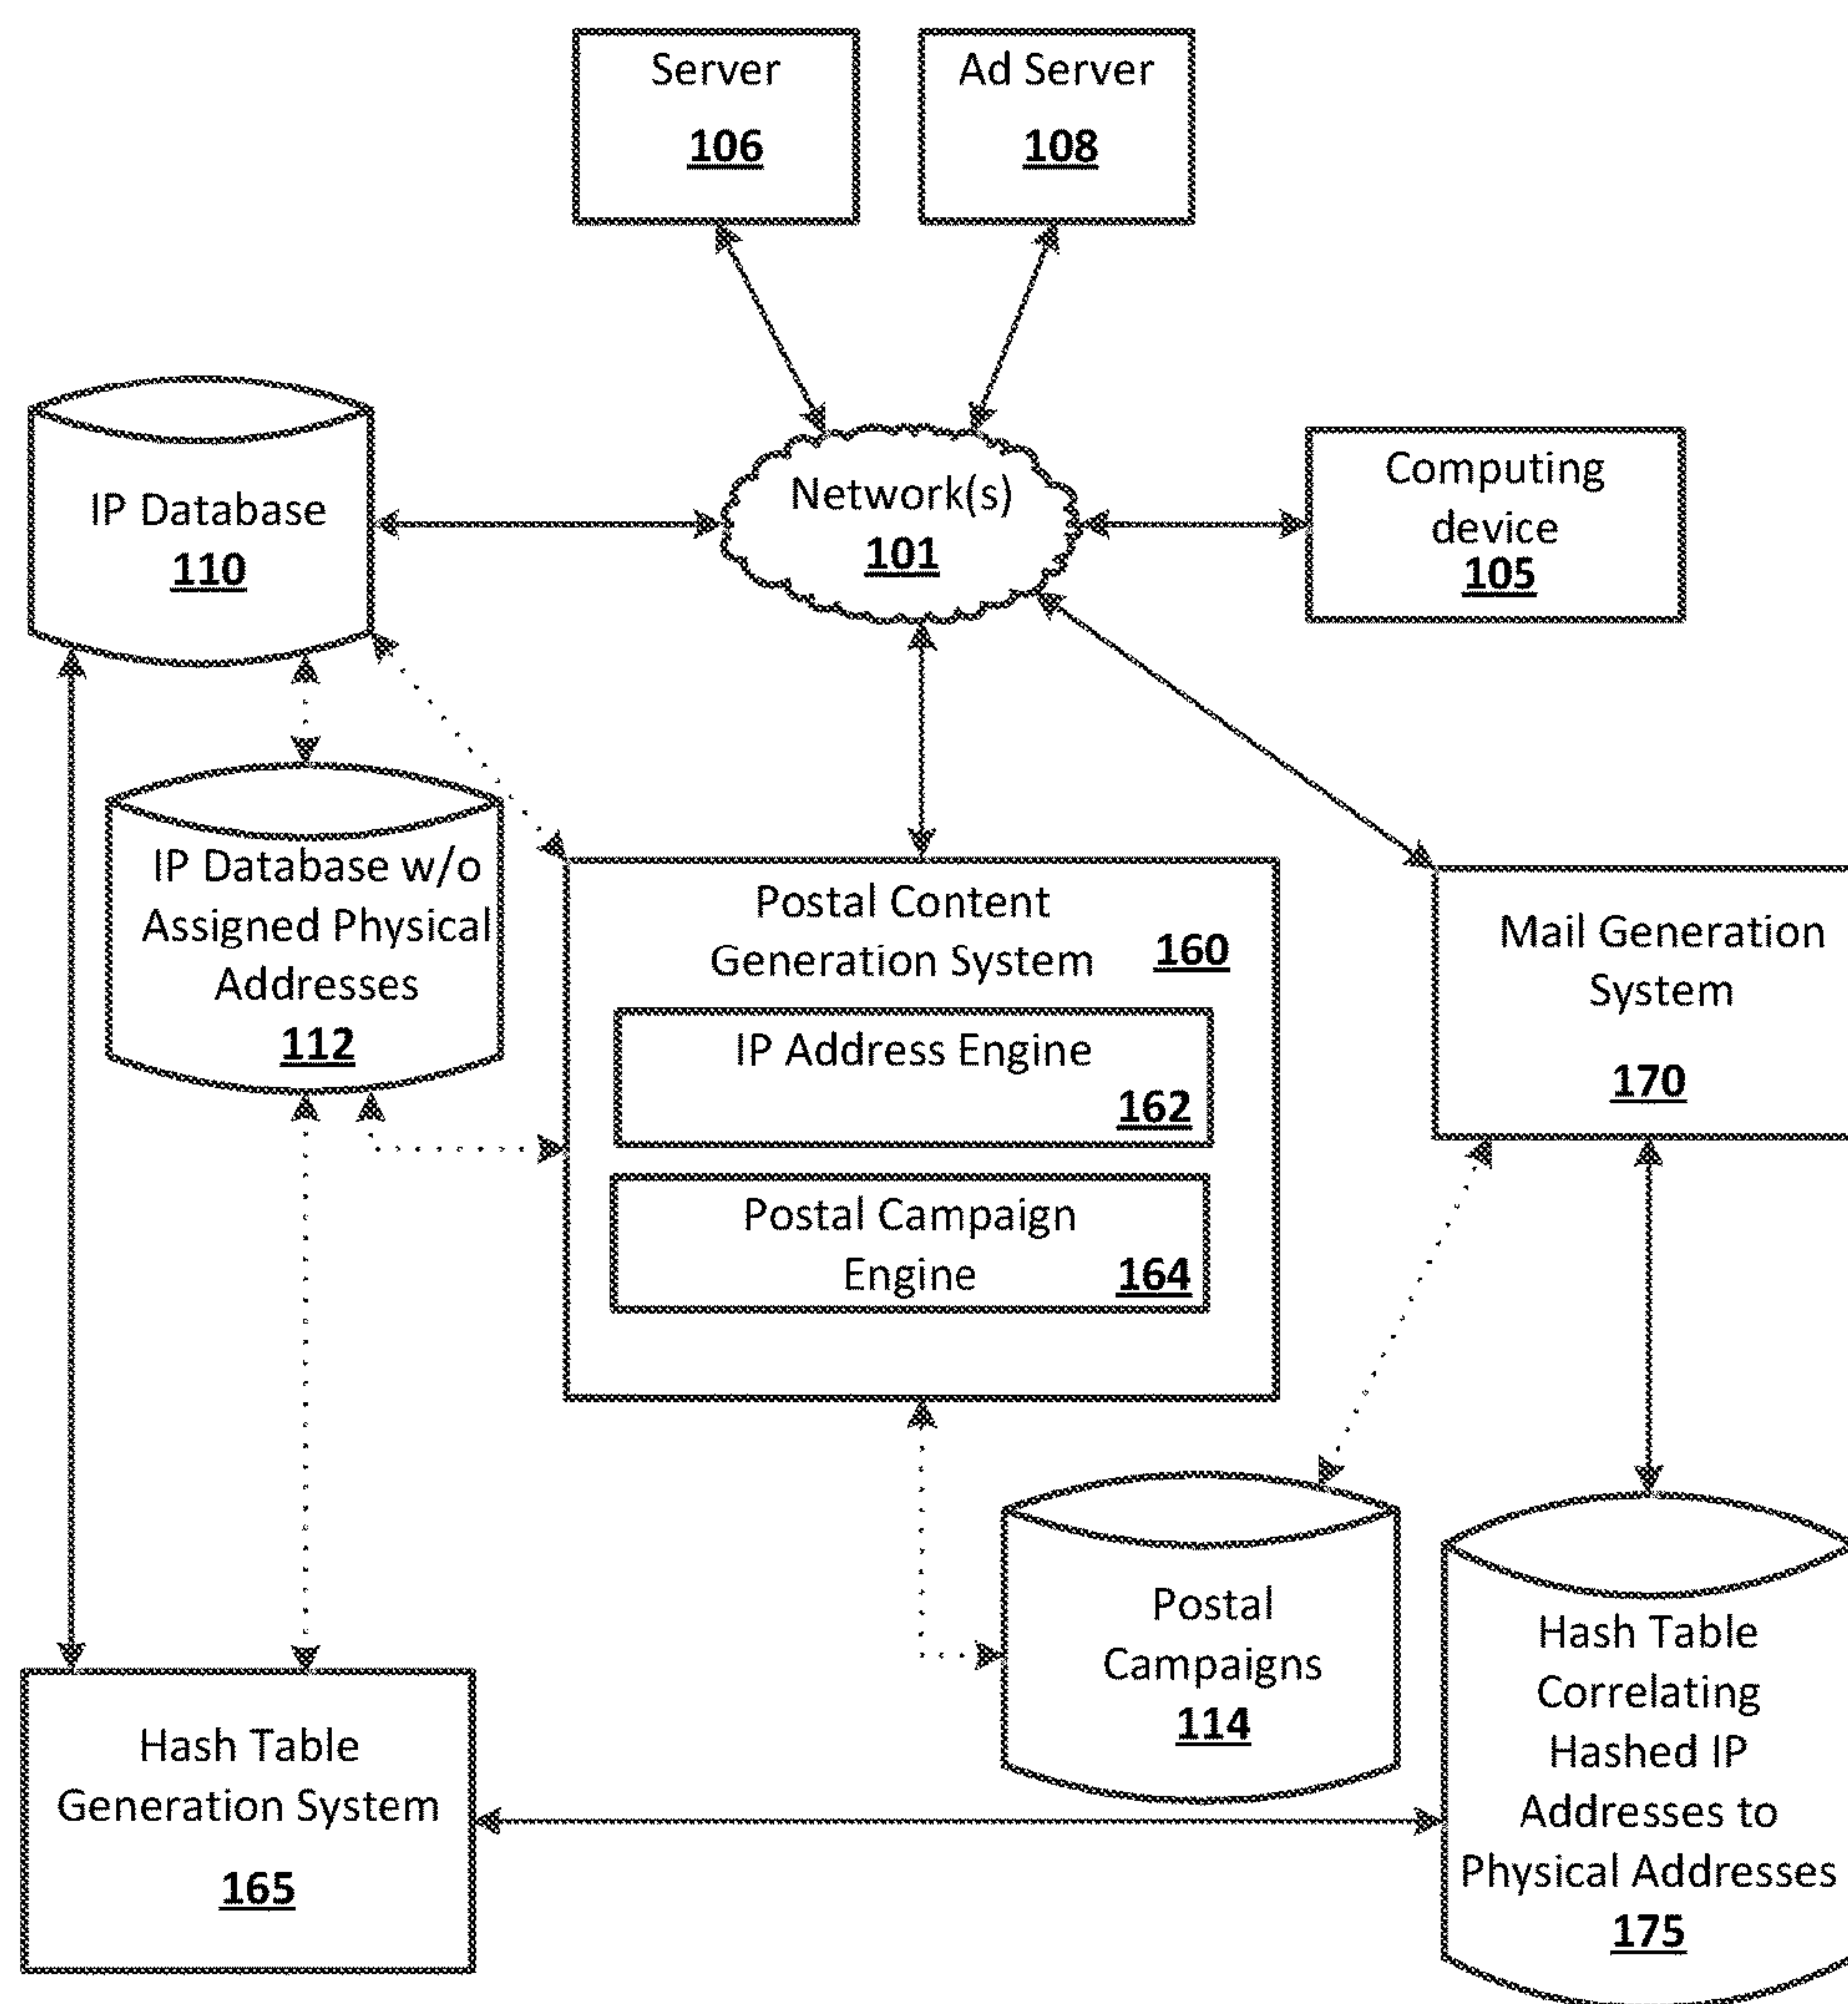 Server
106
Ad Server
108
IP Database
110
Network(s)
101
Computing
device
105
IP Database w/o
Assigned Physical
Addresses
112
Postal Content
Generation System 160
IP Address Engine
162
Postal Campaign
Engine 164
Mail Generation
System
170
Postal
Campaigns
114
Hash Table
Correlating
Hashed IP
Addresses to
Physical Addresses
175
Hash Table
Generation System
165